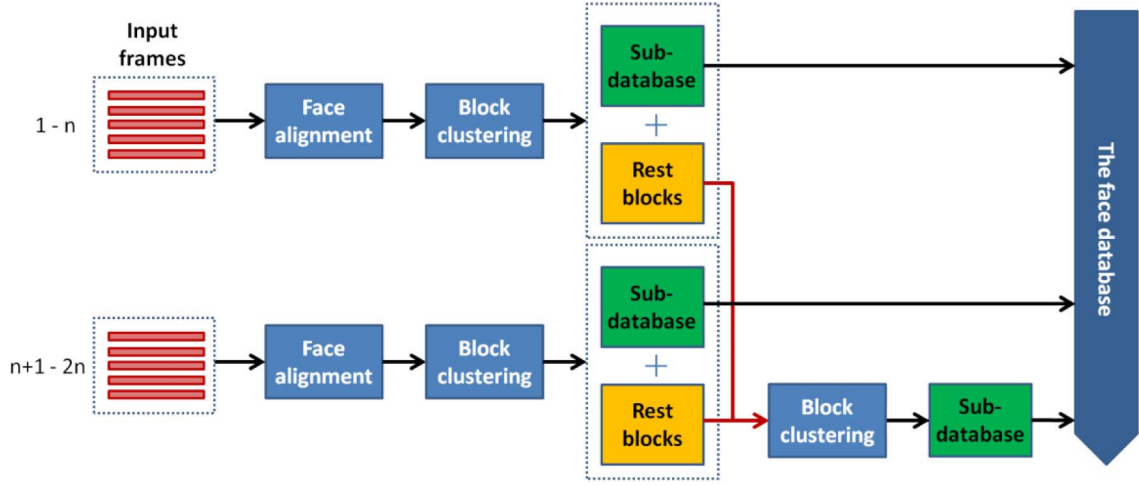 Input
frames
1 - n
Face
alignment
Block
clustering
Sub-
database
+
Rest
blocks
The face database
n+1 - 2n
Face
alignment
Block
clustering
Sub-
database
+
Rest
blocks
Block
clustering
Sub-
database